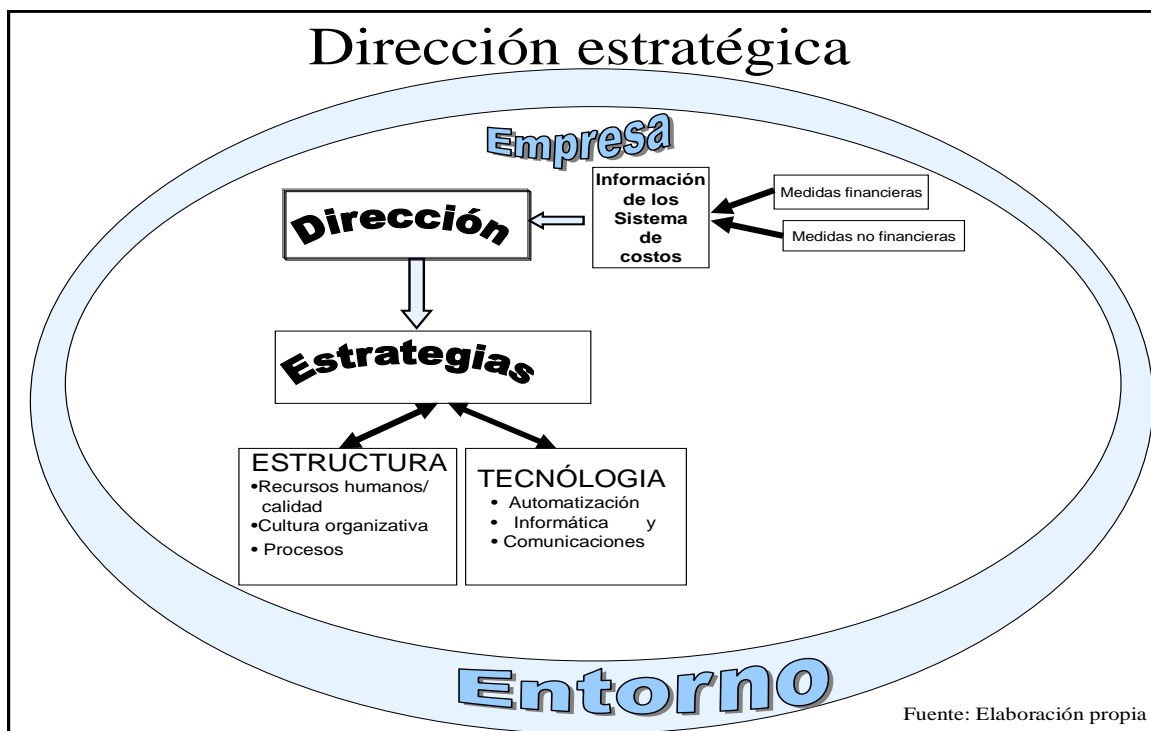 Dirección estratégica
Empresa
Dirección
Información
de los
Sistema
de
costos
Medidas financieras
Medidas no financieras
Estrategias
ESTRUCTURA
•Recursos humanos/
calidad
•Cultura organizativa
• Procesos
TECNÓLOGIA
• Automatización
• Informática y
• Comunicaciones
Entorno
Fuente: Elaboración propia